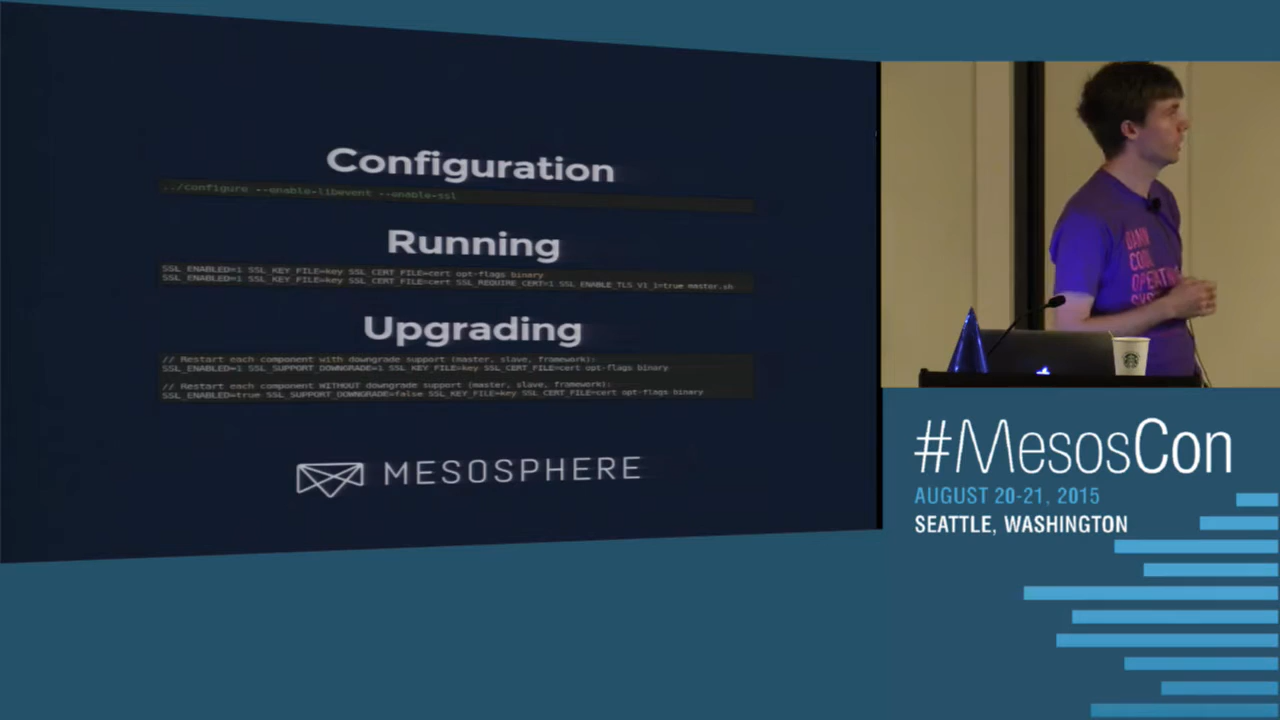 Configuration
../configure --enable-libevent --enable-ssl
Running
SSL_ENABLED=1 SSL_KEY_FILE=key SSL_CERT_FILE=cert opt-flags binary
SSL_ENABLED=1 SSL_KEY_FILE=key SSL_CERT_FILE=cert SSL_REQUIRE_CERT=1 SSL_ENABLE_TLS_V1_1=true master.sh
Upgrading
// Restart each component with downgrade support (master, slave, framework):
SSL_ENABLED=1 SSL_SUPPORT_DOWNGRADE=1 SSL_KEY_FILE=key SSL_CERT_FILE=cert opt-flags binary
// Restart each component WITHOUT downgrade support (master, slave, framework):
SSL_ENABLED=true SSL_SUPPORT_DOWNGRADE=false SSL_KEY_FILE=key SSL_CERT_FILE=cert opt-flags binary
MESOSPHERE
#MesosCon
AUGUST 20-21, 2015
SEATTLE, WASHINGTON